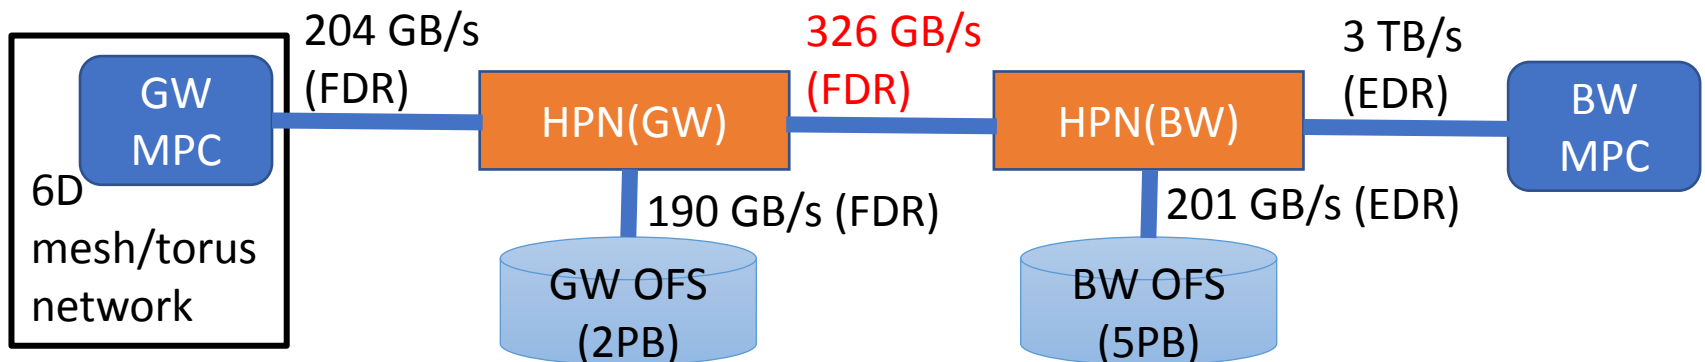 204 GB/s
(FDR)
326 GB/s
(FDR)
3 TB/s
(EDR)
GW
MPC
HPN(GW)
HPN(BW)
BW
MPC
6D
mesh/torus
network
190 GB/s (FDR)
201 GB/s (EDR)
GW OFS
(2PB)
BW OFS
(5PB)